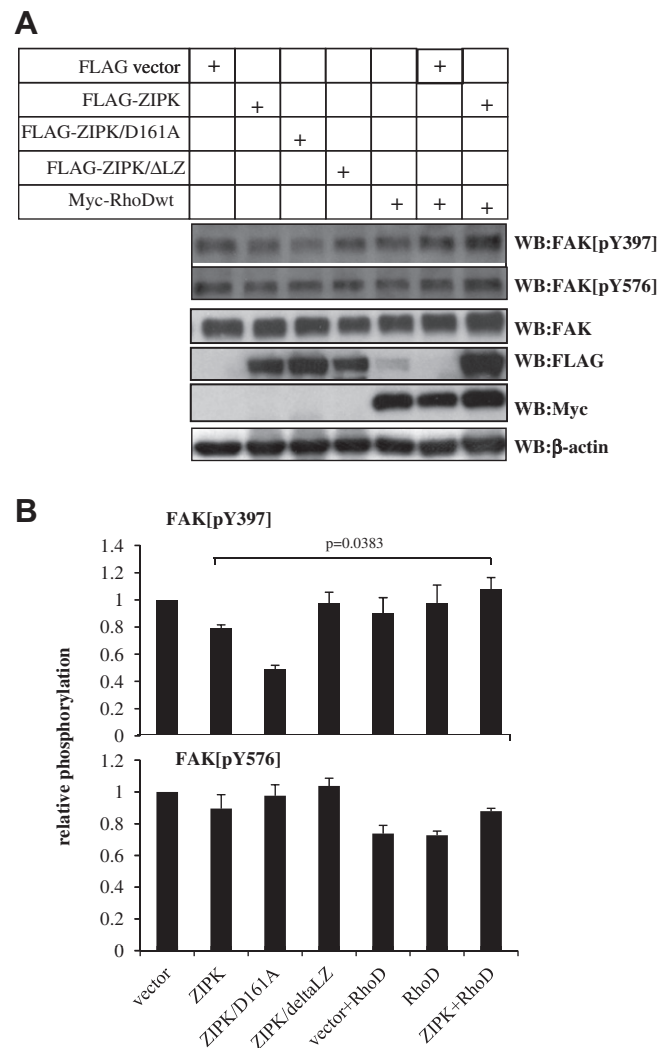 A
FLAG vector + +
FLAG-ZIPK + +
FLAG-ZIPK/D161A +
FLAG-ZIPK/ΔLZ +
Myc-RhoDwt + + +
WB:FAK[pY397]
WB:FAK[pY576]
WB:FAK
WB:FLAG
WB:Myc
WB:β-actin
B
FAK[pY397]
p=0.0383
1.4
1.2
1
0.8
0.6
0.4
0.2
0
relative phosphorylation
FAK[pY576]
1.2
1
0.8
0.6
0.4
0.2
0
vector
ZIPK
ZIPK/D161A
ZIPK/deltaLZ
vector+RhoD
RhoD
ZIPK+RhoD